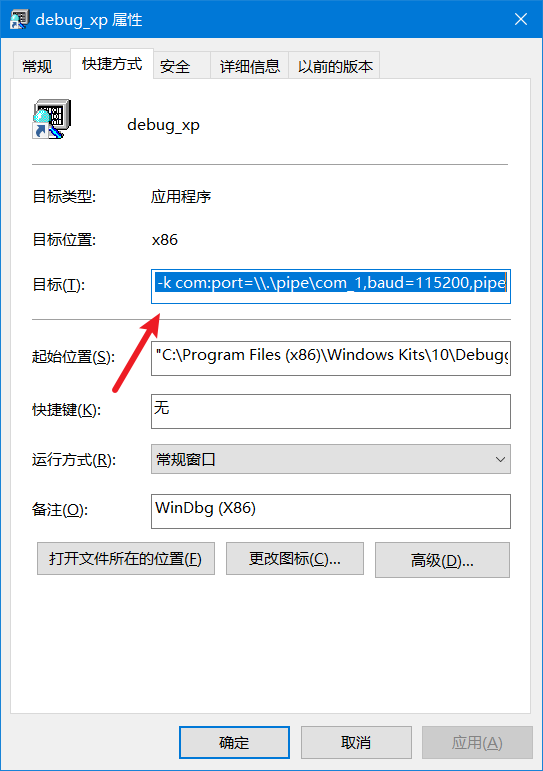 debug_xp 属性
常规 快捷方式 安全 详细信息 以前的版本
debug_xp
目标类型: 应用程序
目标位置: x86
目标(T): -k com:port=\\.\pipe\com_1,baud=115200,pipe
起始位置(S): "C:\Program Files (x86)\Windows Kits\10\Debugg
快捷键(K): 无
运行方式(R): 常规窗口
备注(O): WinDbg (X86)
打开文件所在的位置(F) 更改图标(C)... 高级(D)...
确定 取消 应用(A)